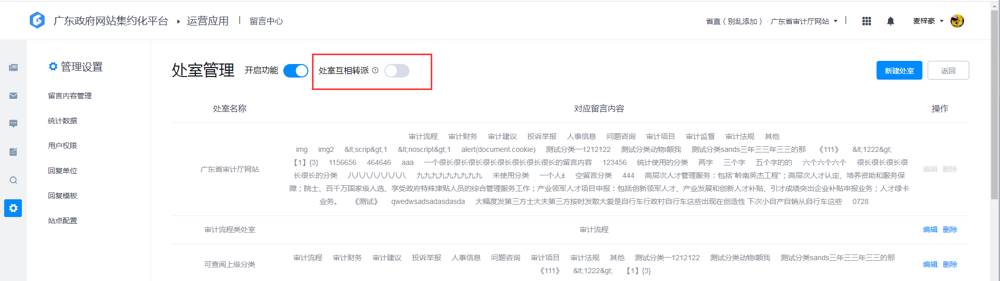 广东政府网站集约化平台 ▸ 运营应用 | 留言中心
省直（别乱添加）· 广东省审计厅网站 | 麦梓豪
管理设置
留言内容管理
统计数据
用户权限
回复单位
回复模板
站点配置
处室管理 开启功能 处室互相转派 新建处室 返回
处室名称 对应留言内容 操作
审计流程 审计财务 审计建议 投诉举报 人事信息 问题咨询 审计项目 审计监督 审计法规 其他
img img2 &lt;scrip&gt;1 &lt;noscript&gt;1 alert(document.cookie) 测试分类一1212122 测试分类动物i额我 测试分类sands三年三三年三三的那 《111》 &lt;1222&gt;
【1】{3} 1156656 464646 aaa 一个很长很长很长很长很长很长很长很长的留言内容 123456 统计使用的分类 两字 三个字 五个字的的 六个六个六个 很长很长很长很
广东省审计厅网站 长很长的分类 八八八八八八八八 九九九九九九九九九 未使用分类 一个人 空留言分类 444 高层次人才管理服务：包括“岭南英杰工程”；高层次人才认定、培养资助和服务保 编辑 删除
障；院士、百千万国家级人选、享受政府特殊津贴人员的综合管理服务工作；产业领军人才项目申报：包括创新领军人才、产业发展和创新人才补贴、引才成绩突出企业补贴申报业务；人才绿卡
业务。 《测试》 qwedwsadsadasdasda 大幅度发第三方士大夫第三方按时发散大爱是自行车行政村自行车这些出现在创造性 下次小自产自销从自行车这些 0728
审计流程类处室 审计流程 编辑 删除
审计流程 审计财务 审计建议 投诉举报 人事信息 问题咨询 审计项目 审计法规 其他 测试分类一1212122 测试分类动物i额我 测试分类sands三年三三年三三的那
可查阅上级分类 编辑 删除
《111》 &lt;1222&gt; 【1】{3}